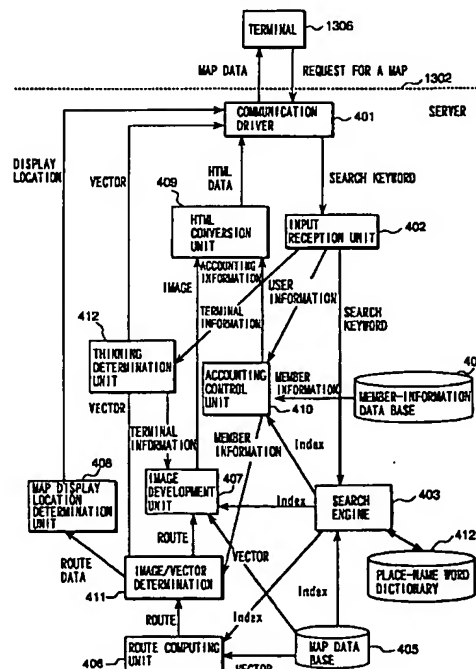 TERMINAL
1306
MAP DATA
REQUEST FOR A MAP
1302
COMMUNICATION
DRIVER
401
SERVER
DISPLAY
LOCATION
VECTOR
HTML
DATA
SEARCH KEYWORD
409
HTML
CONVERSION
UNIT
INPUT
RECEPTION UNIT
402
IMAGE
ACCOUNTING
INFORMATION
TERMINAL
INFORMATION
USER
INFORMATION
SEARCH
KEYWORD
412
THINNING
DETERMINATION
UNIT
VECTOR
ACCOUNTING
CONTROL
UNIT
410
MEMBER
INFORMATION
MEMBER-INFORMATION
DATA BASE
TERMINAL
INFORMATION
MEMBER
INFORMATION
Index
408
MAP DISPLAY
LOCATION
DETERMINATION
UNIT
IMAGE
DEVELOPMENT
UNIT
407
Index
SEARCH
ENGINE
403
ROUTE
DATA
ROUTE
VECTOR
412
IMAGE/VECTOR
DETERMINATION
411
PLACE-NAME WORD
DICTIONARY
ROUTE
Index
Index
ROUTE COMPUTING
UNIT
406
MAP DATA
BASE
405
VECTOR